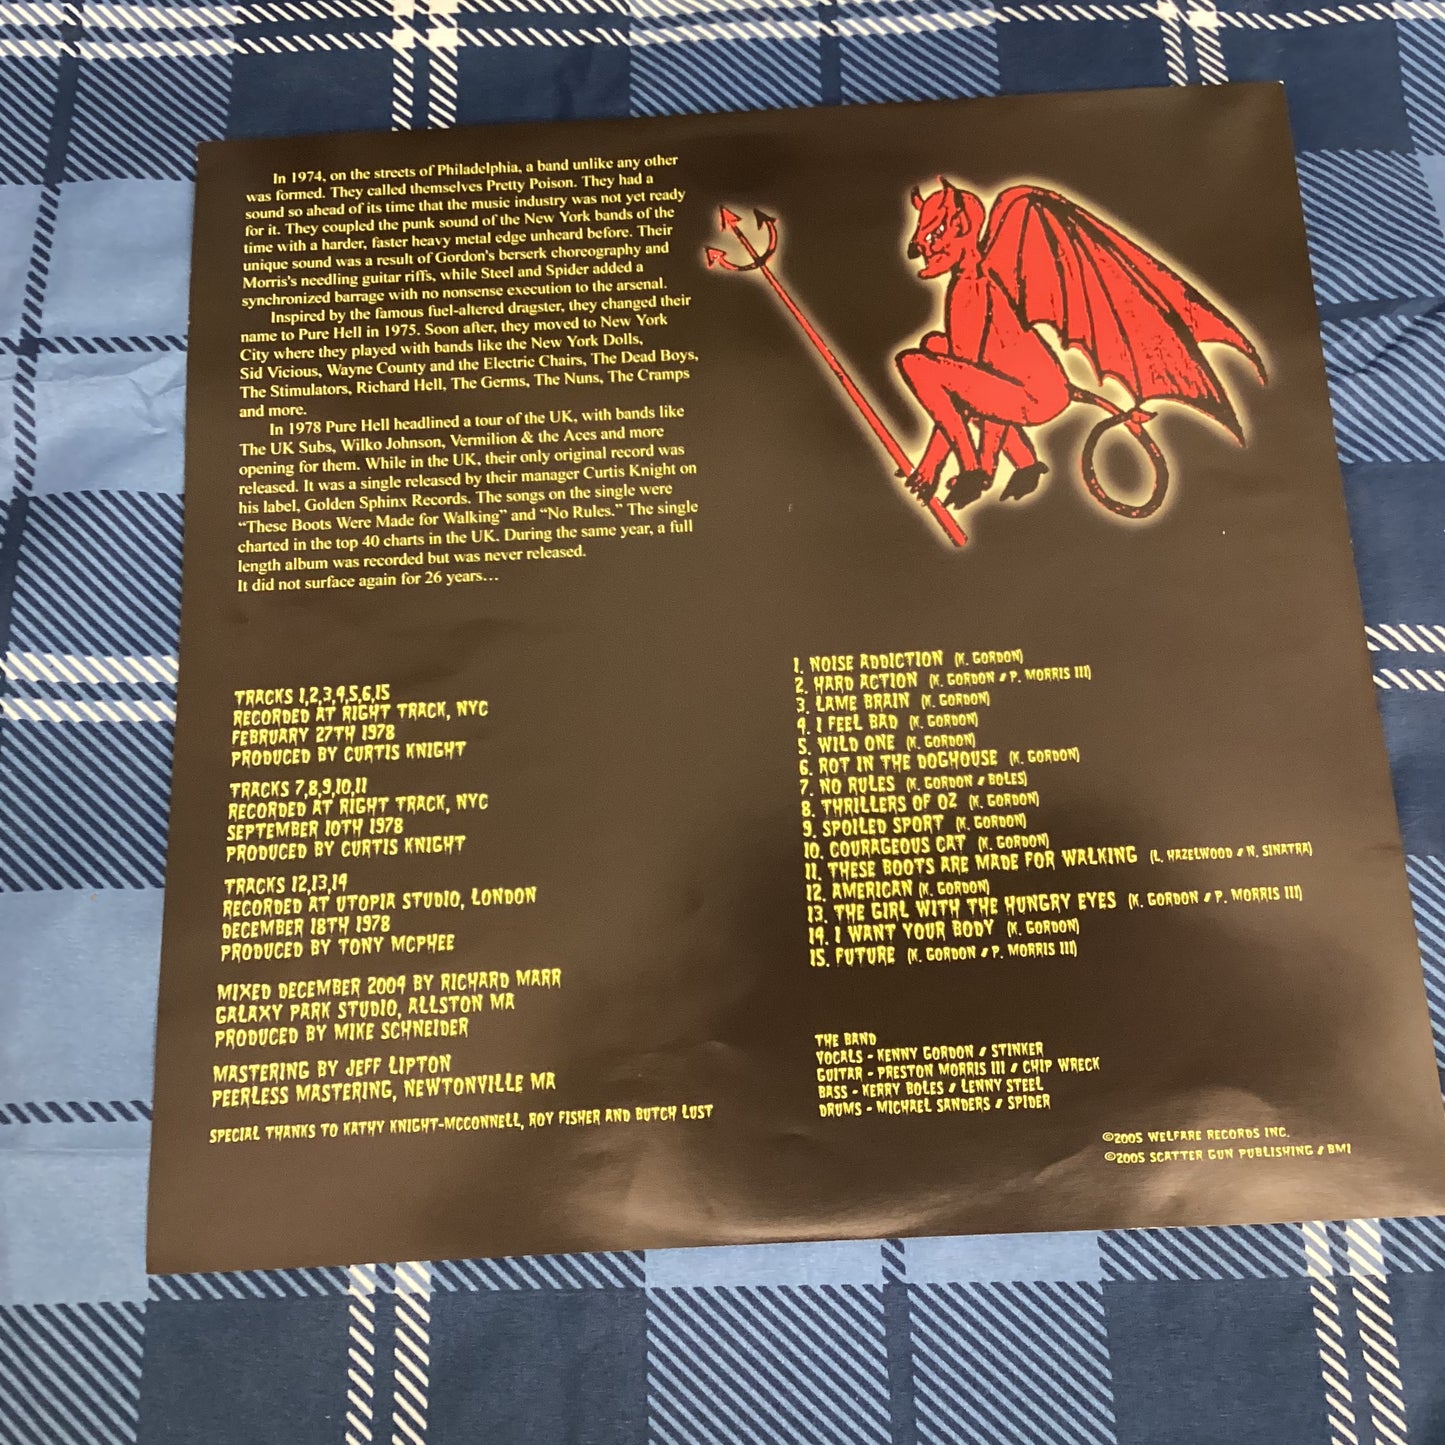 In 1974, on the streets of Philadelphia, a band unlike any other
was formed. They called themselves Pretty Poison. They had a
sound so ahead of its time that the music industry was not yet ready
for it. They coupled the punk sound of the New York bands of the
time with a harder, faster heavy metal edge unheard before. Their
unique sound was a result of Gordon's berserk choreography and
Morris's needling guitar riffs, while Steel and Spider added a
synchronized barrage with no nonsense execution to the arsenal.
Inspired by the famous fuel-altered dragster, they changed their
name to Pure Hell in 1975. Soon after, they moved to New York
City where they played with bands like the New York Dolls,
Sid Vicious, Wayne County and the Electric Chairs, The Dead Boys,
The Stimulators, Richard Hell, The Germs, The Nuns, The Cramps
and more.
In 1978 Pure Hell headlined a tour of the UK, with bands like
The UK Subs, Wilko Johnson, Vermilion & the Aces and more
opening for them. While in the UK, their only original record was
released. It was a single released by their manager Curtis Knight on
his label, Golden Sphinx Records. The songs on the single were
“These Boots Were Made for Walking” and “No Rules.” The single
charted in the top 40 charts in the UK. During the same year, a full
length album was recorded but was never released.
It did not surface again for 26 years…
TRACKS 1,2,3,4,5,6,15
RECORDED AT RIGHT TRACK, NYC
FEBRUARY 27TH 1978
PRODUCED BY CURTIS KNIGHT
TRACKS 7,8,9,10,11
RECORDED AT RIGHT TRACK, NYC
SEPTEMBER 10TH 1978
PRODUCED BY CURTIS KNIGHT
TRACKS 12,13,14
RECORDED AT UTOPIA STUDIO, LONDON
DECEMBER 18TH 1978
PRODUCED BY TONY MCPHEE
MIXED DECEMBER 2004 BY RICHARD MARR
GALAXY PARK STUDIO, ALLSTON MA
PRODUCED BY MIKE SCHNEIDER
MASTERING BY JEFF LIPTON
PEERLESS MASTERING, NEWTONVILLE MA
SPECIAL THANKS TO KATHY KNIGHT-MCCONNELL, ROY FISHER AND BUTCH LUST
1. NOISE ADDICTION (K. GORDON)
2. HARD ACTION (K. GORDON / P. MORRIS III)
3. LAME BRAIN (K. GORDON)
4. I FEEL BAD (K. GORDON)
5. WILD ONE (K. GORDON)
6. ROT IN THE DOGHOUSE (K. GORDON)
7. NO RULES (K. GORDON / BOLES)
8. THRILLERS OF OZ (K. GORDON)
9. SPOILED SPORT (K. GORDON)
10. COURAGEOUS CAT (K. GORDON)
11. THESE BOOTS ARE MADE FOR WALKING (L. HAZELWOOD / N. SINATRA)
12. AMERICAN (K. GORDON)
13. THE GIRL WITH THE HUNGRY EYES (K. GORDON / P. MORRIS III)
14. I WANT YOUR BODY (K. GORDON)
15. FUTURE (K. GORDON / P. MORRIS III)
THE BAND
VOCALS - KENNY GORDON / STINKER
GUITAR - PRESTON MORRIS III / CHIP WRECK
BASS - KERRY BOLES / LENNY STEEL
DRUMS - MICHAEL SANDERS / SPIDER
©2005 WELFARE RECORDS INC.
©2005 SCATTER GUN PUBLISHING / BMI